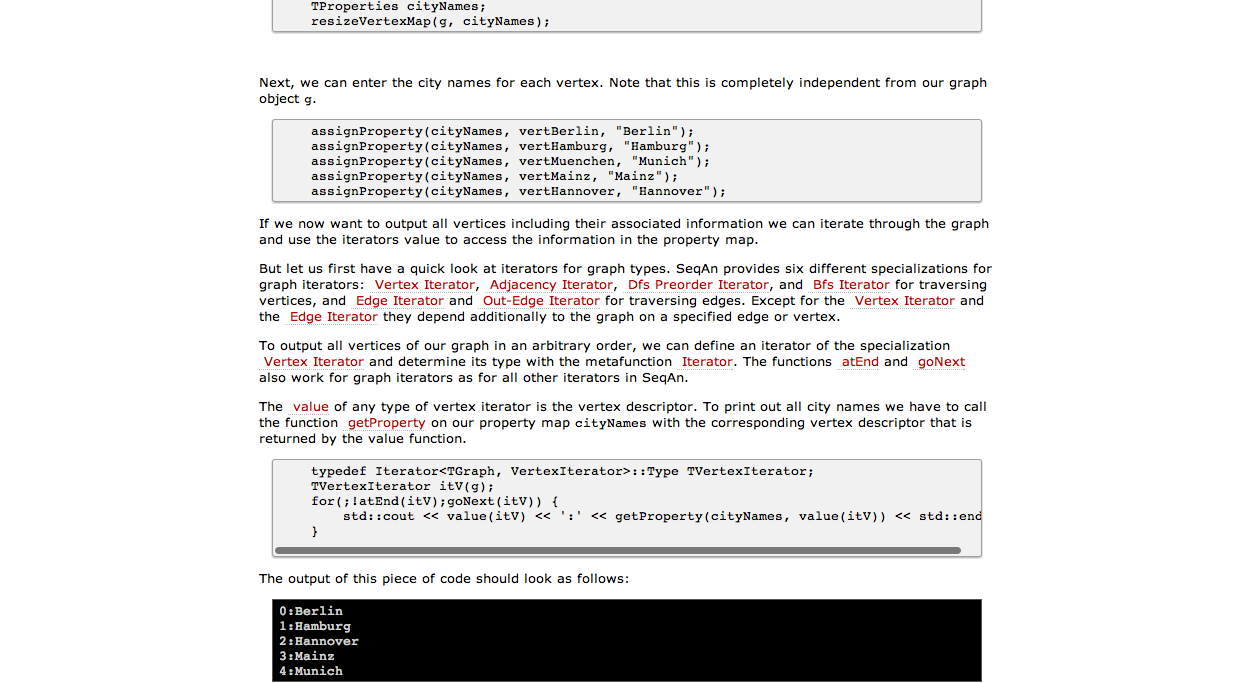 TProperties cityNames;
resizeVertexMap(g, cityNames);
Next, we can enter the city names for each vertex. Note that this is completely independent from our graph
object g.
assignProperty(cityNames, vertBerlin, "Berlin");
assignProperty(cityNames, vertHamburg, "Hamburg");
assignProperty(cityNames, vertMuenchen, "Munich");
assignProperty(cityNames, vertMainz, "Mainz");
assignProperty(cityNames, vertHannover, "Hannover");
If we now want to output all vertices including their associated information we can iterate through the graph
and use the iterators value to access the information in the property map.
But let us first have a quick look at iterators for graph types. SeqAn provides six different specializations for
graph iterators: Vertex Iterator, Adjacency Iterator, Dfs Preorder Iterator, and Bfs Iterator for traversing
vertices, and Edge Iterator and Out-Edge Iterator for traversing edges. Except for the Vertex Iterator and
the Edge Iterator they depend additionally to the graph on a specified edge or vertex.
To output all vertices of our graph in an arbitrary order, we can define an iterator of the specialization
Vertex Iterator and determine its type with the metafunction Iterator. The functions atEnd and goNext
also work for graph iterators as for all other iterators in SeqAn.
The value of any type of vertex iterator is the vertex descriptor. To print out all city names we have to call
the function getProperty on our property map cityNames with the corresponding vertex descriptor that is
returned by the value function.
typedef Iterator<TGraph, VertexIterator>::Type TVertexIterator;
TVertexIterator itV(g);
for(;!atEnd(itV);goNext(itV)) {
std::cout << value(itV) << ':' << getProperty(cityNames, value(itV)) << std::end
}
The output of this piece of code should look as follows:
0:Berlin
1:Hamburg
2:Hannover
3:Mainz
4:Munich